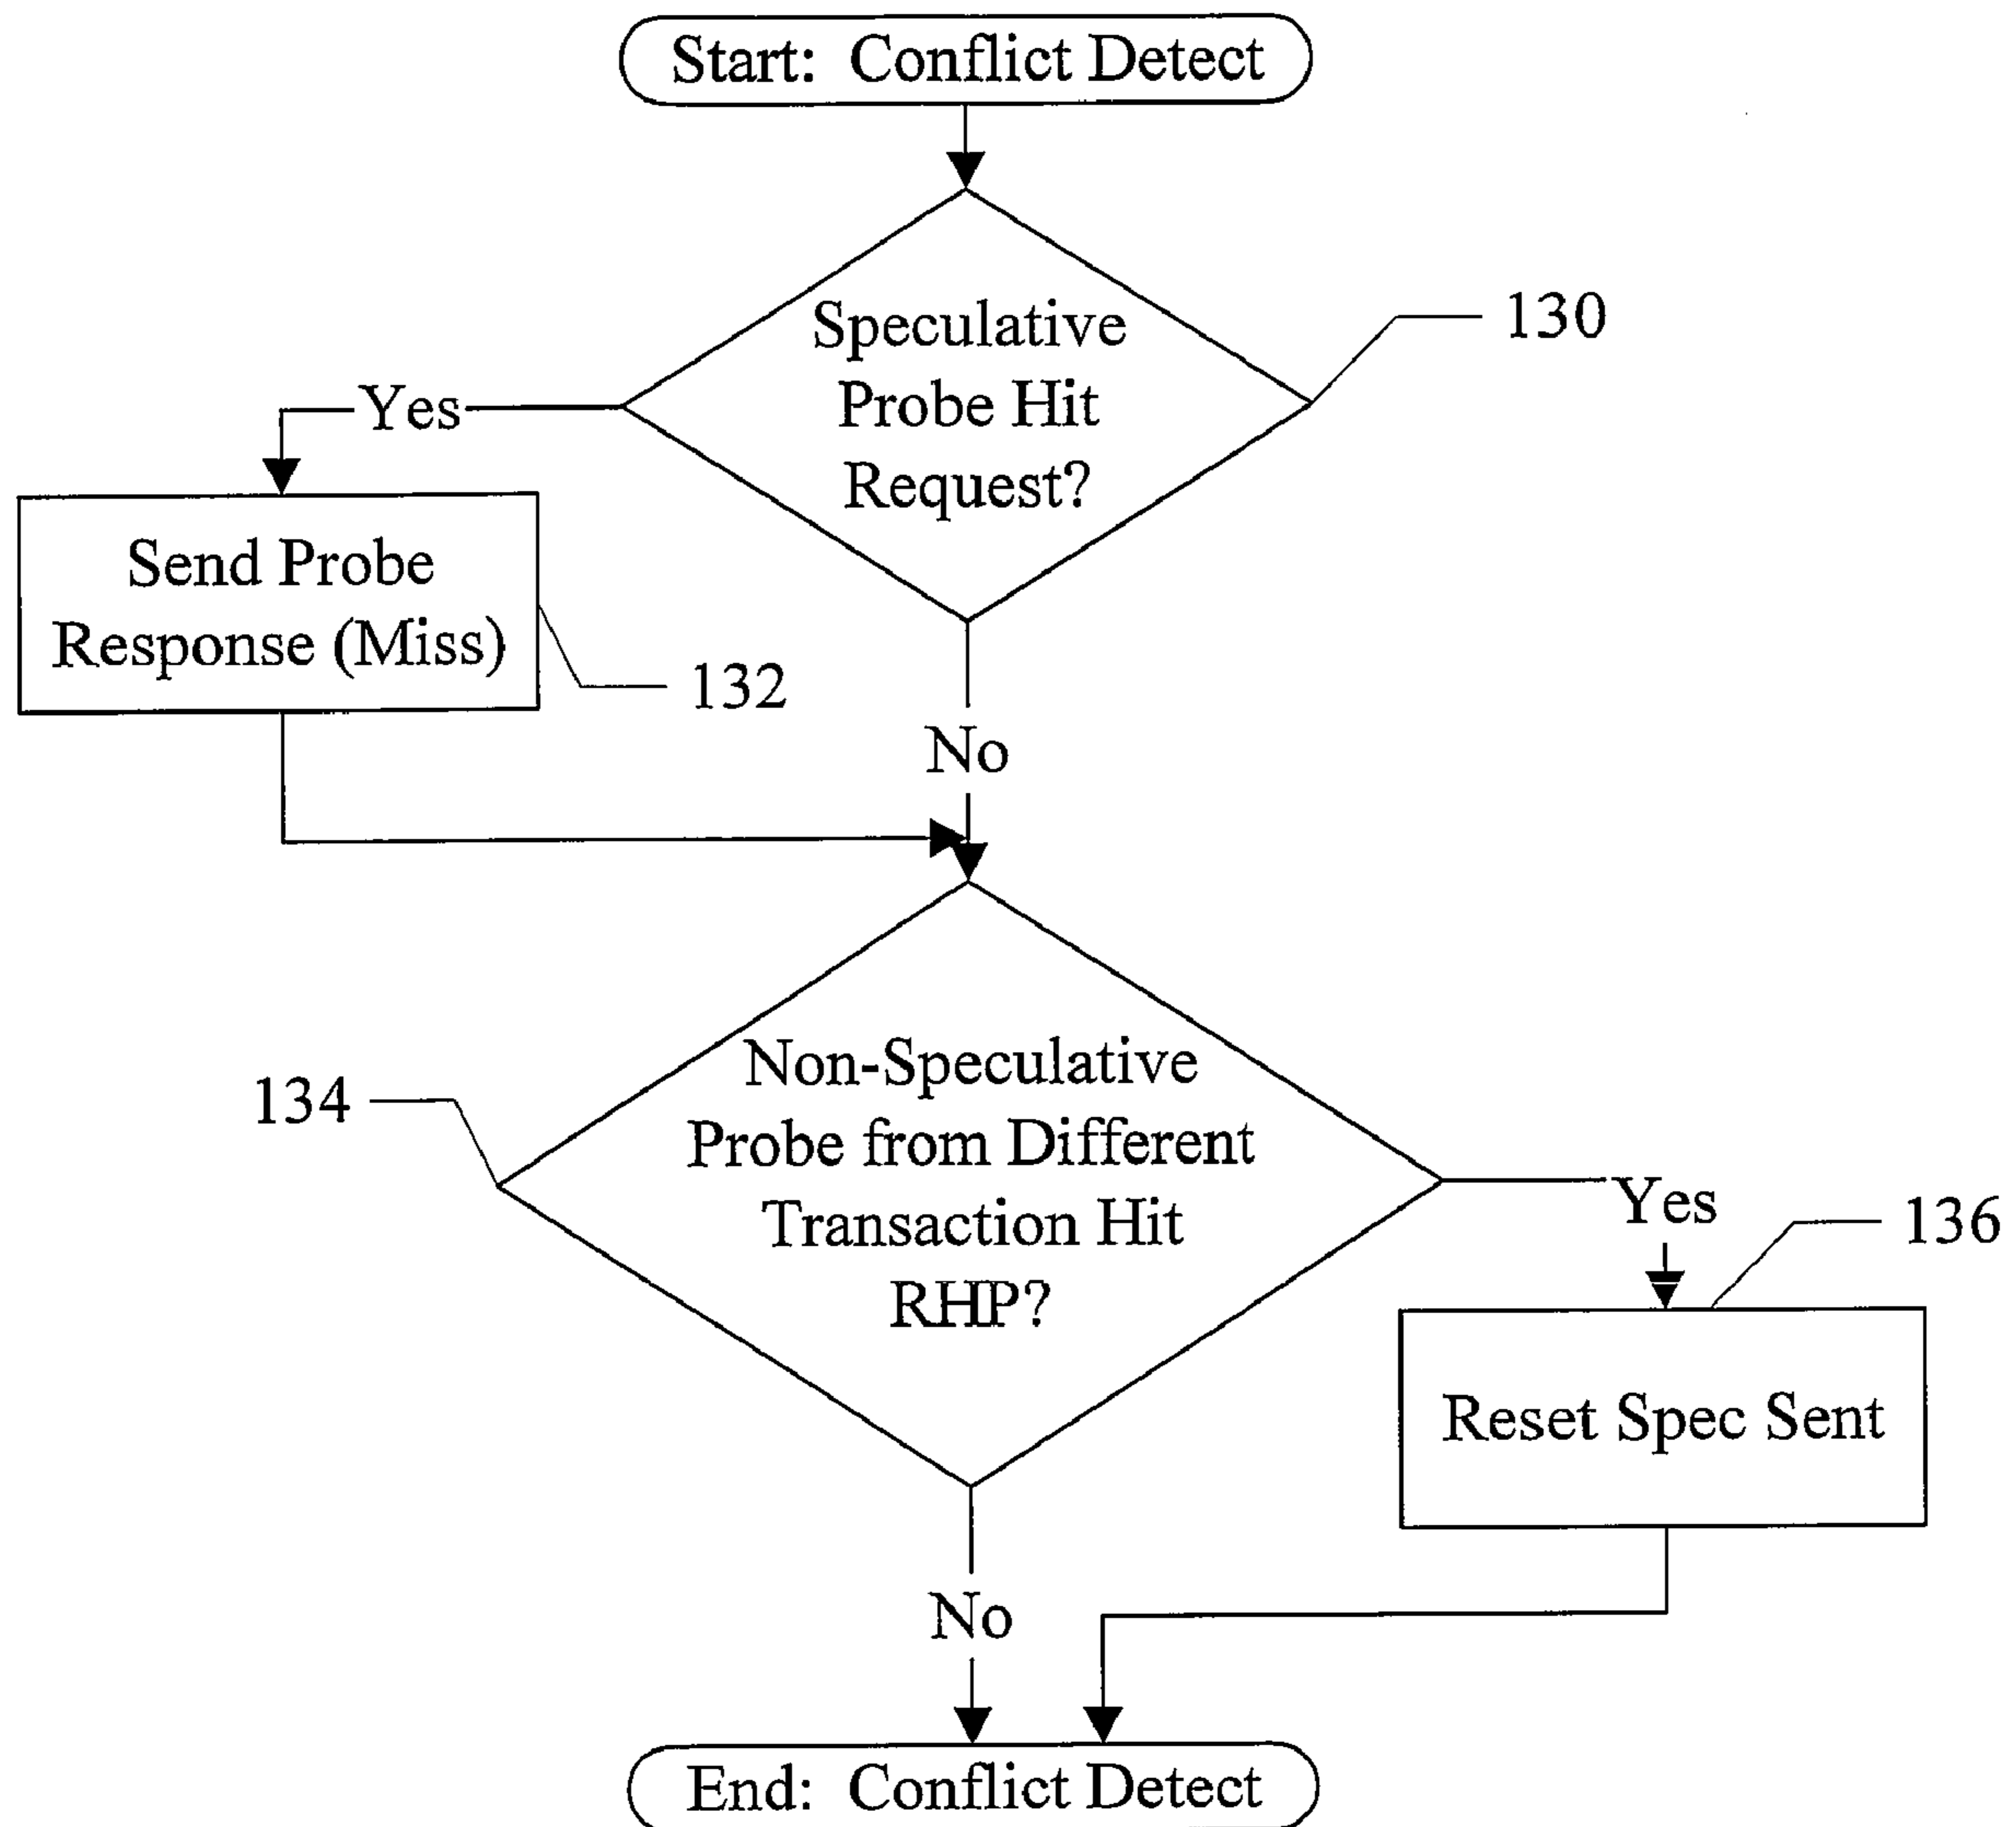 Start: Conflict Detect
Speculative
Probe Hit
Request?
130
Yes
Send Probe
Response (Miss)
132
No
Non-Speculative
Probe from Different
Transaction Hit
RHP?
134
Yes
136
Reset Spec Sent
No
End: Conflict Detect